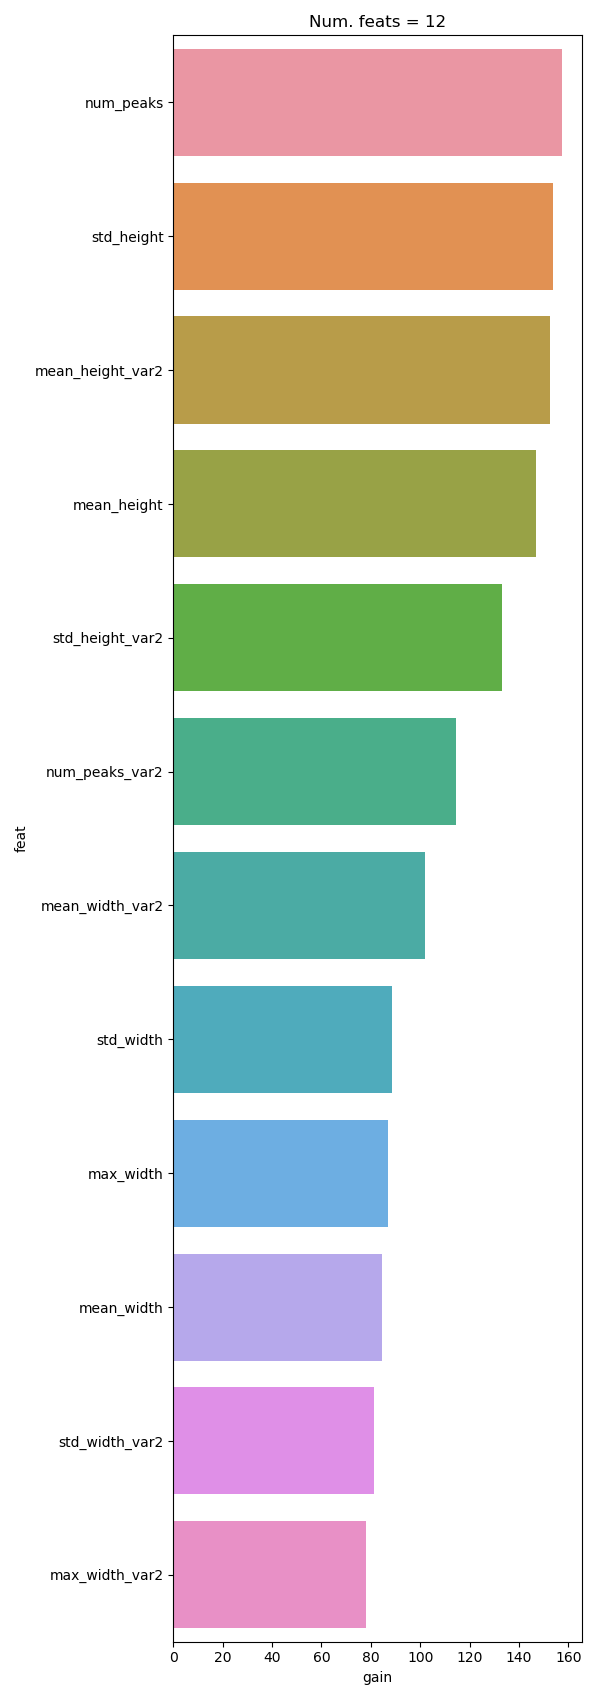 Num. feats = 12
num_peaks
std_height
mean_height_var2
mean_height
std_height_var2
num_peaks_var2
feat
mean_width_var2
std_width
max_width
mean_width
std_width_var2
max_width_var2
0 20 40 60 80 100 120 140 160
gain